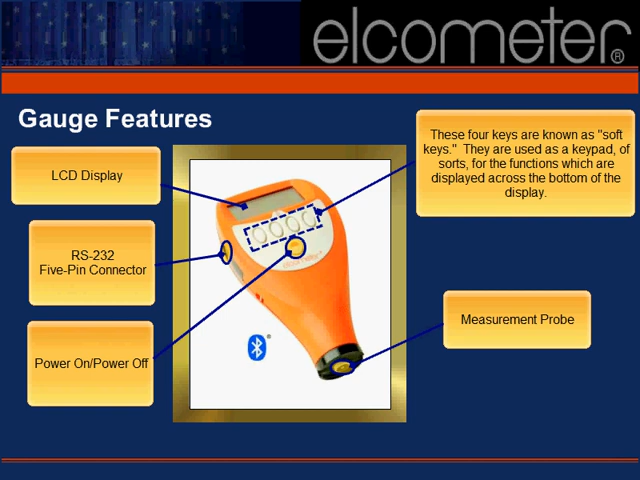 elcometer®
Gauge Features
LCD Display
These four keys are known as "soft
keys."  They are used as a keypad, of
sorts, for the functions which are
displayed across the bottom of the
display.
RS-232
Five-Pin Connector
elcometer
Power On/Power Off
Measurement Probe